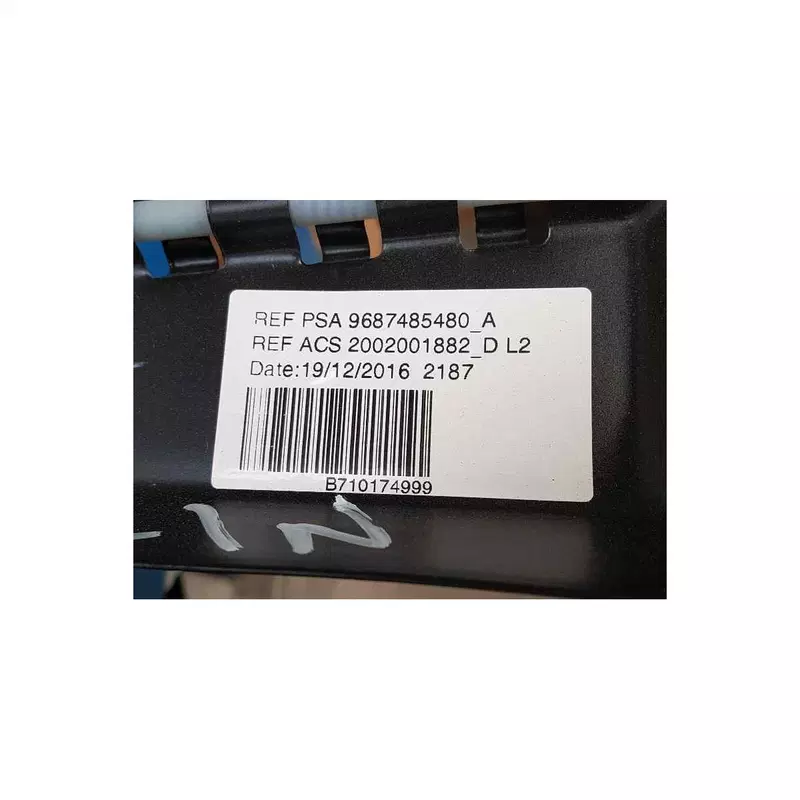 REF PSA 9687485480_A
REF ACS 2002001882_D L2
Date:19/12/2016 2187
B710174999